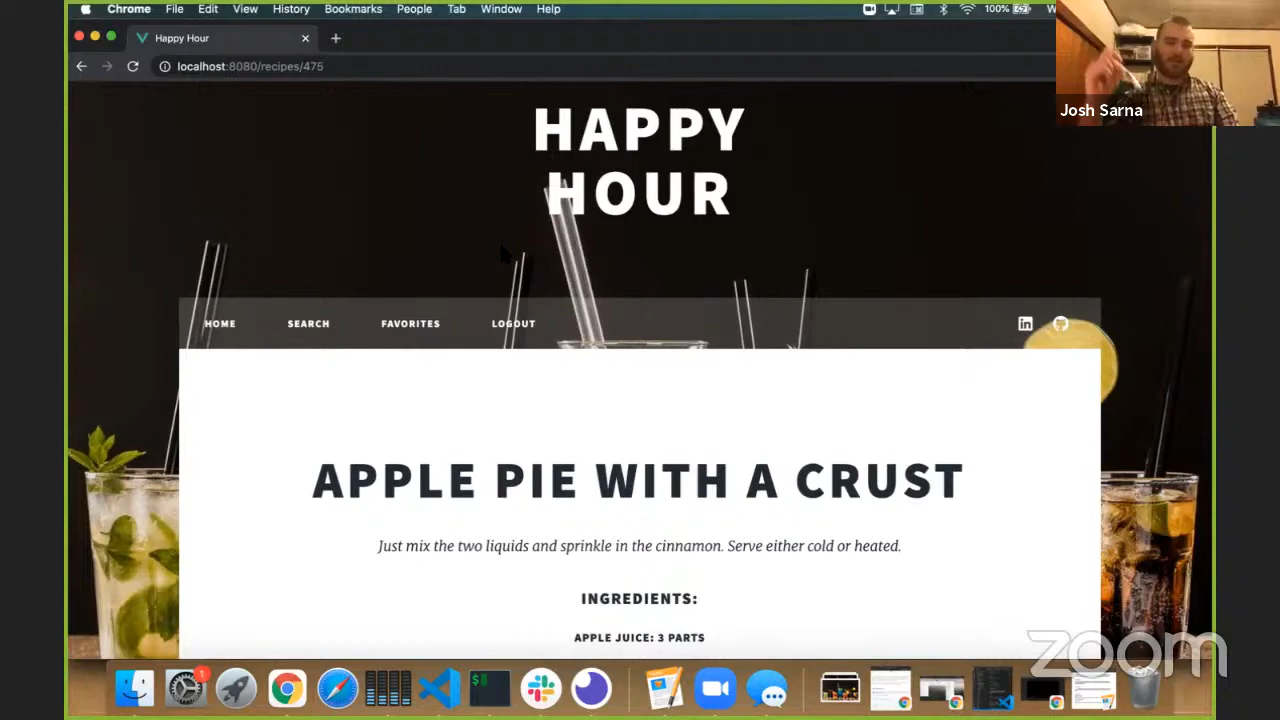 Chrome File Edit View History Bookmarks People Tab Window Help 100%
Happy Hour
localhost:8080/recipes/475
Josh Sarna
HAPPY
HOUR
HOME SEARCH FAVORITES LOGOUT
APPLE PIE WITH A CRUST
Just mix the two liquids and sprinkle in the cinnamon. Serve either cold or heated.
INGREDIENTS:
APPLE JUICE: 3 PARTS
zoom
1